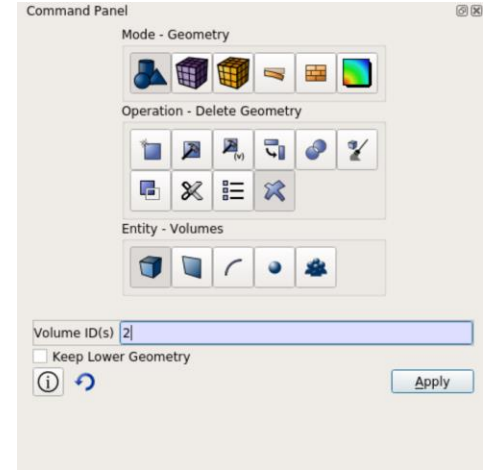 Command Panel
Mode - Geometry
Operation - Delete Geometry
(v)
Entity - Volumes
Volume ID(s) 2
Keep Lower Geometry
Apply